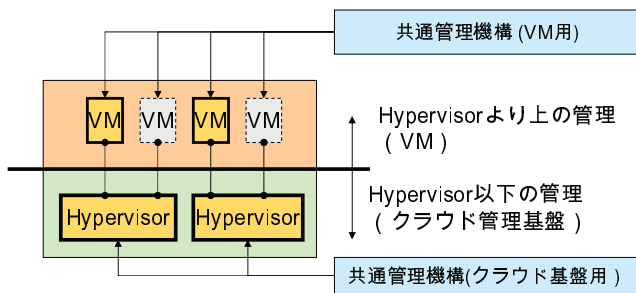 共通管理機構 (VM用)
VM VM VM VM
Hypervisorより上の管理
( VM )
Hypervisor以下の管理
( クラウド管理基盤 )
Hypervisor Hypervisor
共通管理機構(クラウド基盤用 )